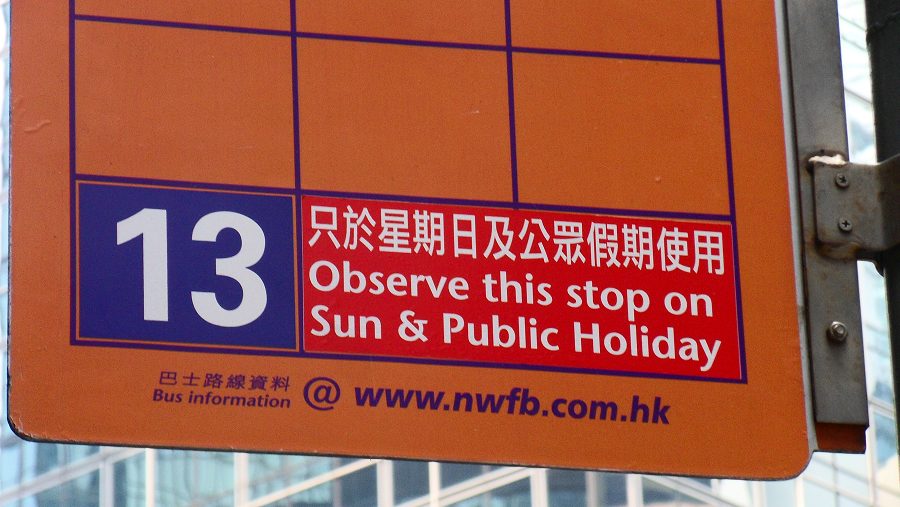 13
只於星期日及公眾假期使用
Observe this stop on
Sun & Public Holiday
巴士路線資料
Bus information
@ www.nwfb.com.hk